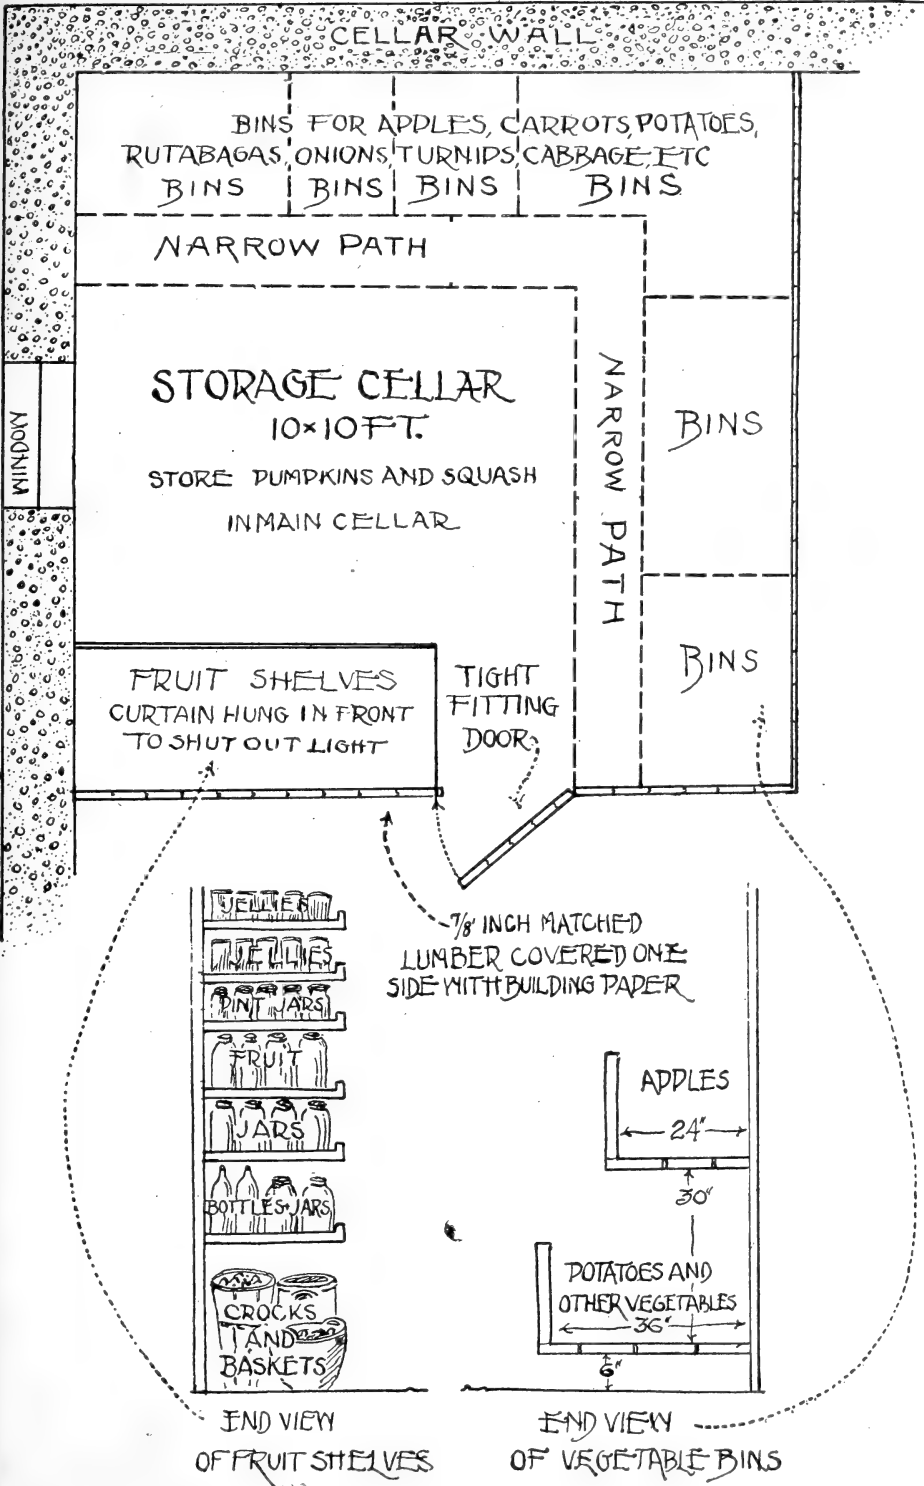 CELLAR WALL
BINS FOR APPLES, CARROTS, POTATOES,
RUTABAGAS, ONIONS, TURNIDS, CABBAGE, ETC
BINS BINS BINS BINS
NARROW PATH
STORAGE CELLAR
10×10 FT.
STORE PUMPKINS AND SQUASH
IN MAIN CELLAR
WINDOW
NARROW PATH
BINS
BINS
FRUIT SHELVES
CURTAIN HUNG IN FRONT
TO SHUT OUT LIGHT
TIGHT
FITTING
DOOR
7/8" INCH MATCHED
LUMBER COVERED ONE
SIDE WITH BUILDING PAPER
JELLIES
JELLIES
PINT JARS
FRUIT
JARS
BOTTLES+JARS
CROCKS
AND
BASKETS
END VIEW
OF FRUIT SHELVES
APPLES
24"
30"
POTATOES AND
OTHER VEGETABLES
36"
6"
END VIEW
OF VEGETABLE BINS